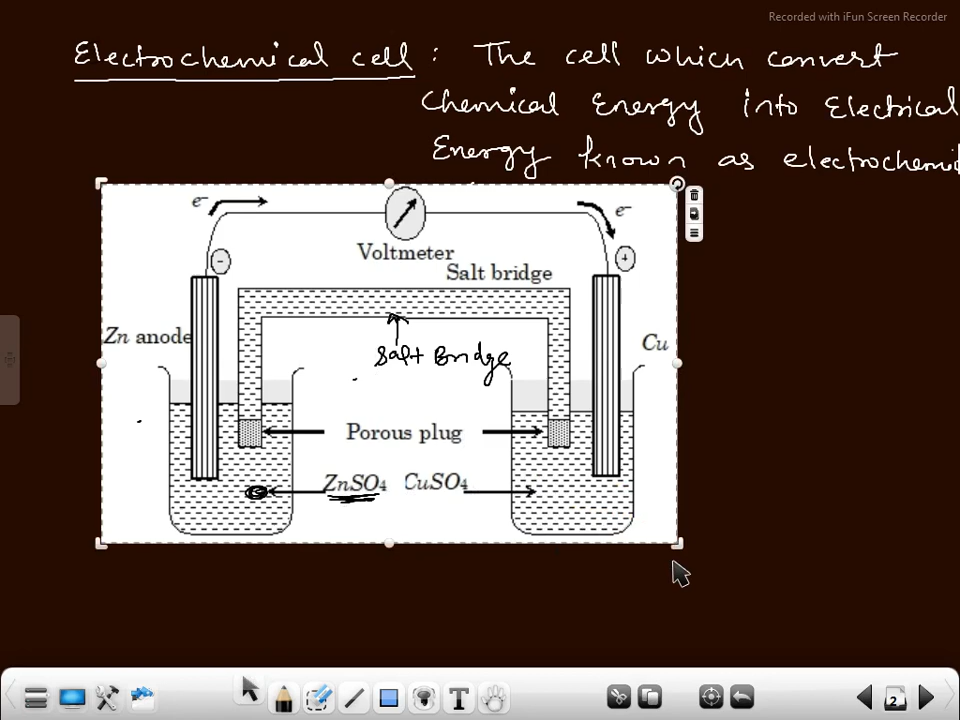 Recorded with iFun Screen Recorder
Electrochemical cell : The cell which convert
Chemical Energy into Electrical
Energy known as electrochemi
e⁻ e⁻
− +
Voltmeter
Salt bridge
Zn anode Cu
Salt Bridge
Porous plug
ZnSO₄ CuSO₄
2